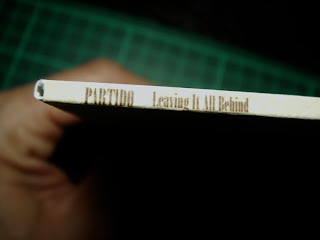 PARTIDO Leaving It All Behind